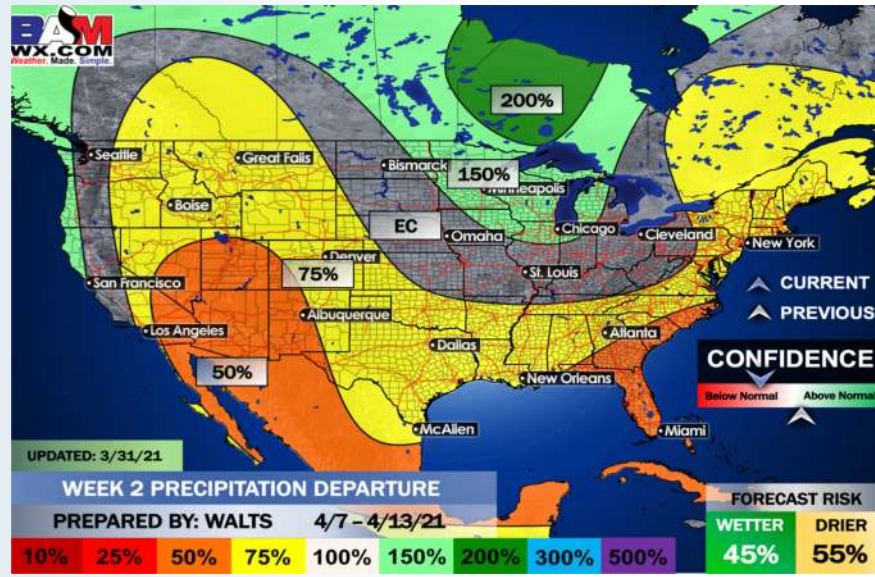 BAM
WX.COM
Weather. Made. Simple.
200%
Seattle
Great Falls
Bismarck
150%
Minneapolis
Boise
EC
Omaha
Chicago
Cleveland
New York
Denver
San Francisco
75%
St. Louis
CURRENT
Albuquerque
PREVIOUS
Los Angeles
Atlanta
Dallas
CONFIDENCE
50%
New Orleans
Below Normal
Above Normal
McAllen
Miami
UPDATED: 3/31/21
WEEK 2 PRECIPITATION DEPARTURE
PREPARED BY: WALTS 4/7 – 4/13/21
10% 25% 50% 75% 100% 150% 200% 300% 500%
FORECAST RISK
WETTER DRIER
45% 55%